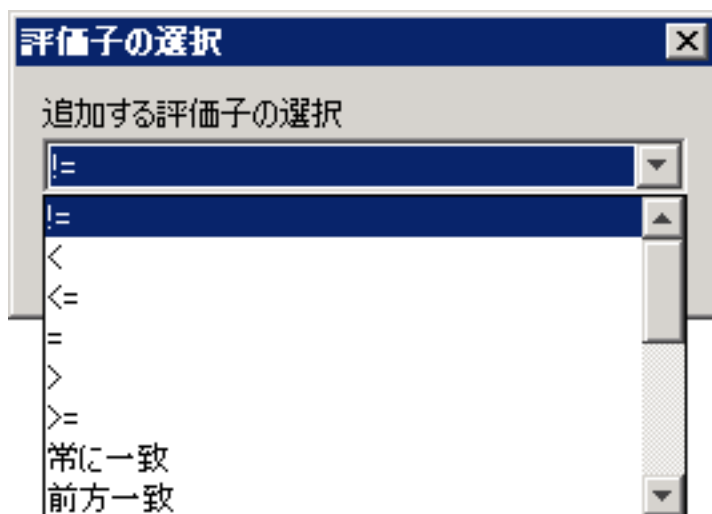 評価子の選択
追加する評価子の選択
!=
!=
<
<=
=
>
>=
常に一致
前方一致